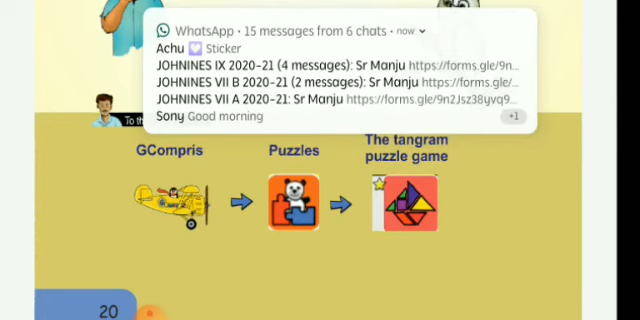 WhatsApp • 15 messages from 6 chats • now
Achu 💟 Sticker
JOHNINES IX 2020-21 (4 messages): Sr Manju https://forms.gle/9n...
JOHNINES VII B 2020-21 (2 messages): Sr Manju https://forms.gle/...
JOHNINES VII A 2020-21: Sr Manju https://forms.gle/9n2Jsz38yvq9...
Sony Good morning
+1
To th
GCompris
Puzzles
The tangram
puzzle game
20